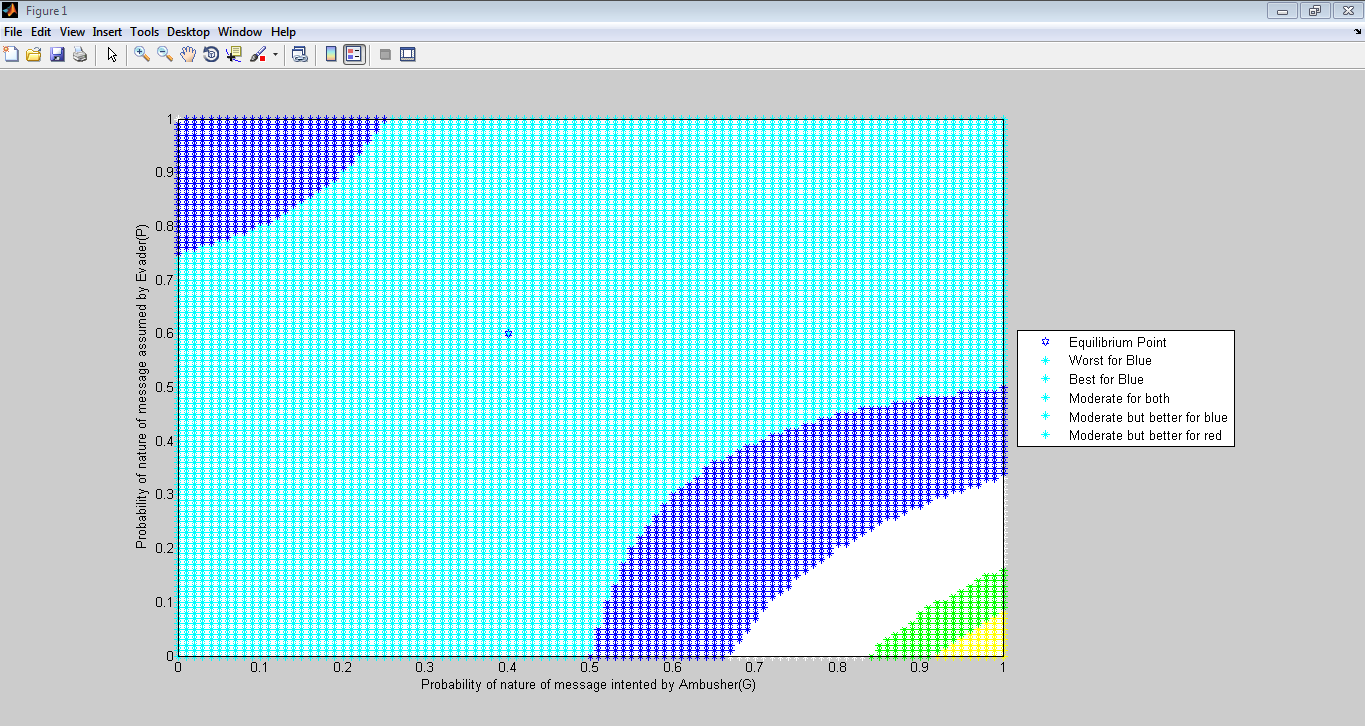 Figure 1
File Edit View Insert Tools Desktop Window Help
1
0.9
0.8
0.7
0.6
0.5
0.4
0.3
0.2
0.1
0
Probability of nature of message assumed by Evader(P)
0 0.1 0.2 0.3 0.4 0.5 0.6 0.7 0.8 0.9 1
Probability of nature of message intented by Ambusher(G)
Equilibrium Point
Worst for Blue
Best for Blue
Moderate for both
Moderate but better for blue
Moderate but better for red